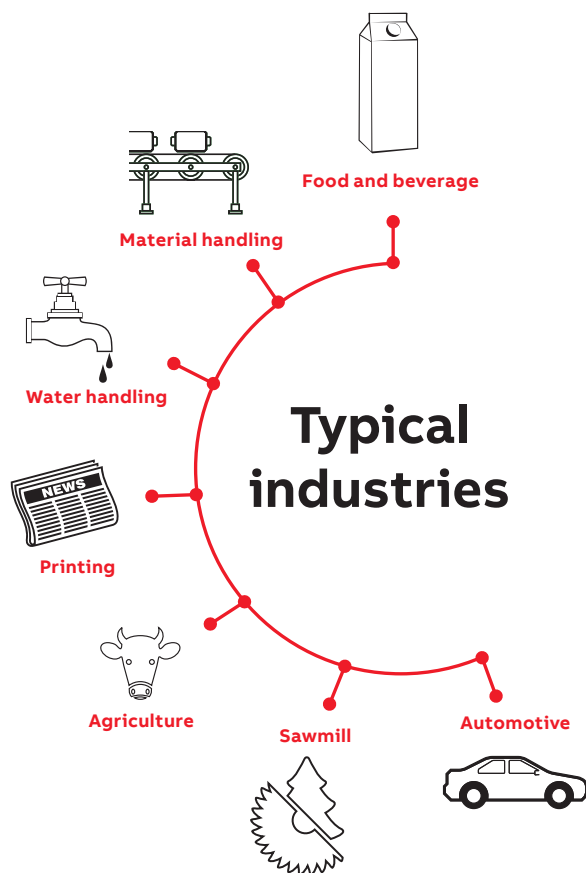 Food and beverage
Material handling
Water handling
Typical
industries
NEWS
Printing
Agriculture
Sawmill
Automotive